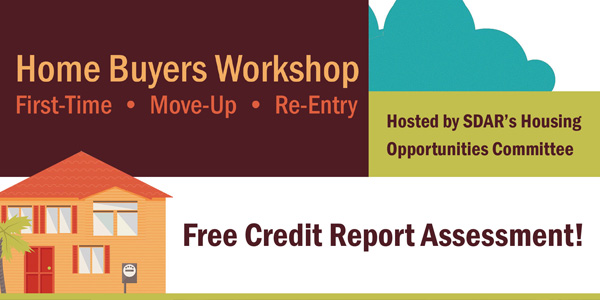 Home Buyers Workshop
First-Time • Move-Up • Re-Entry
Hosted by SDAR's Housing
Opportunities Committee
Free Credit Report Assessment!